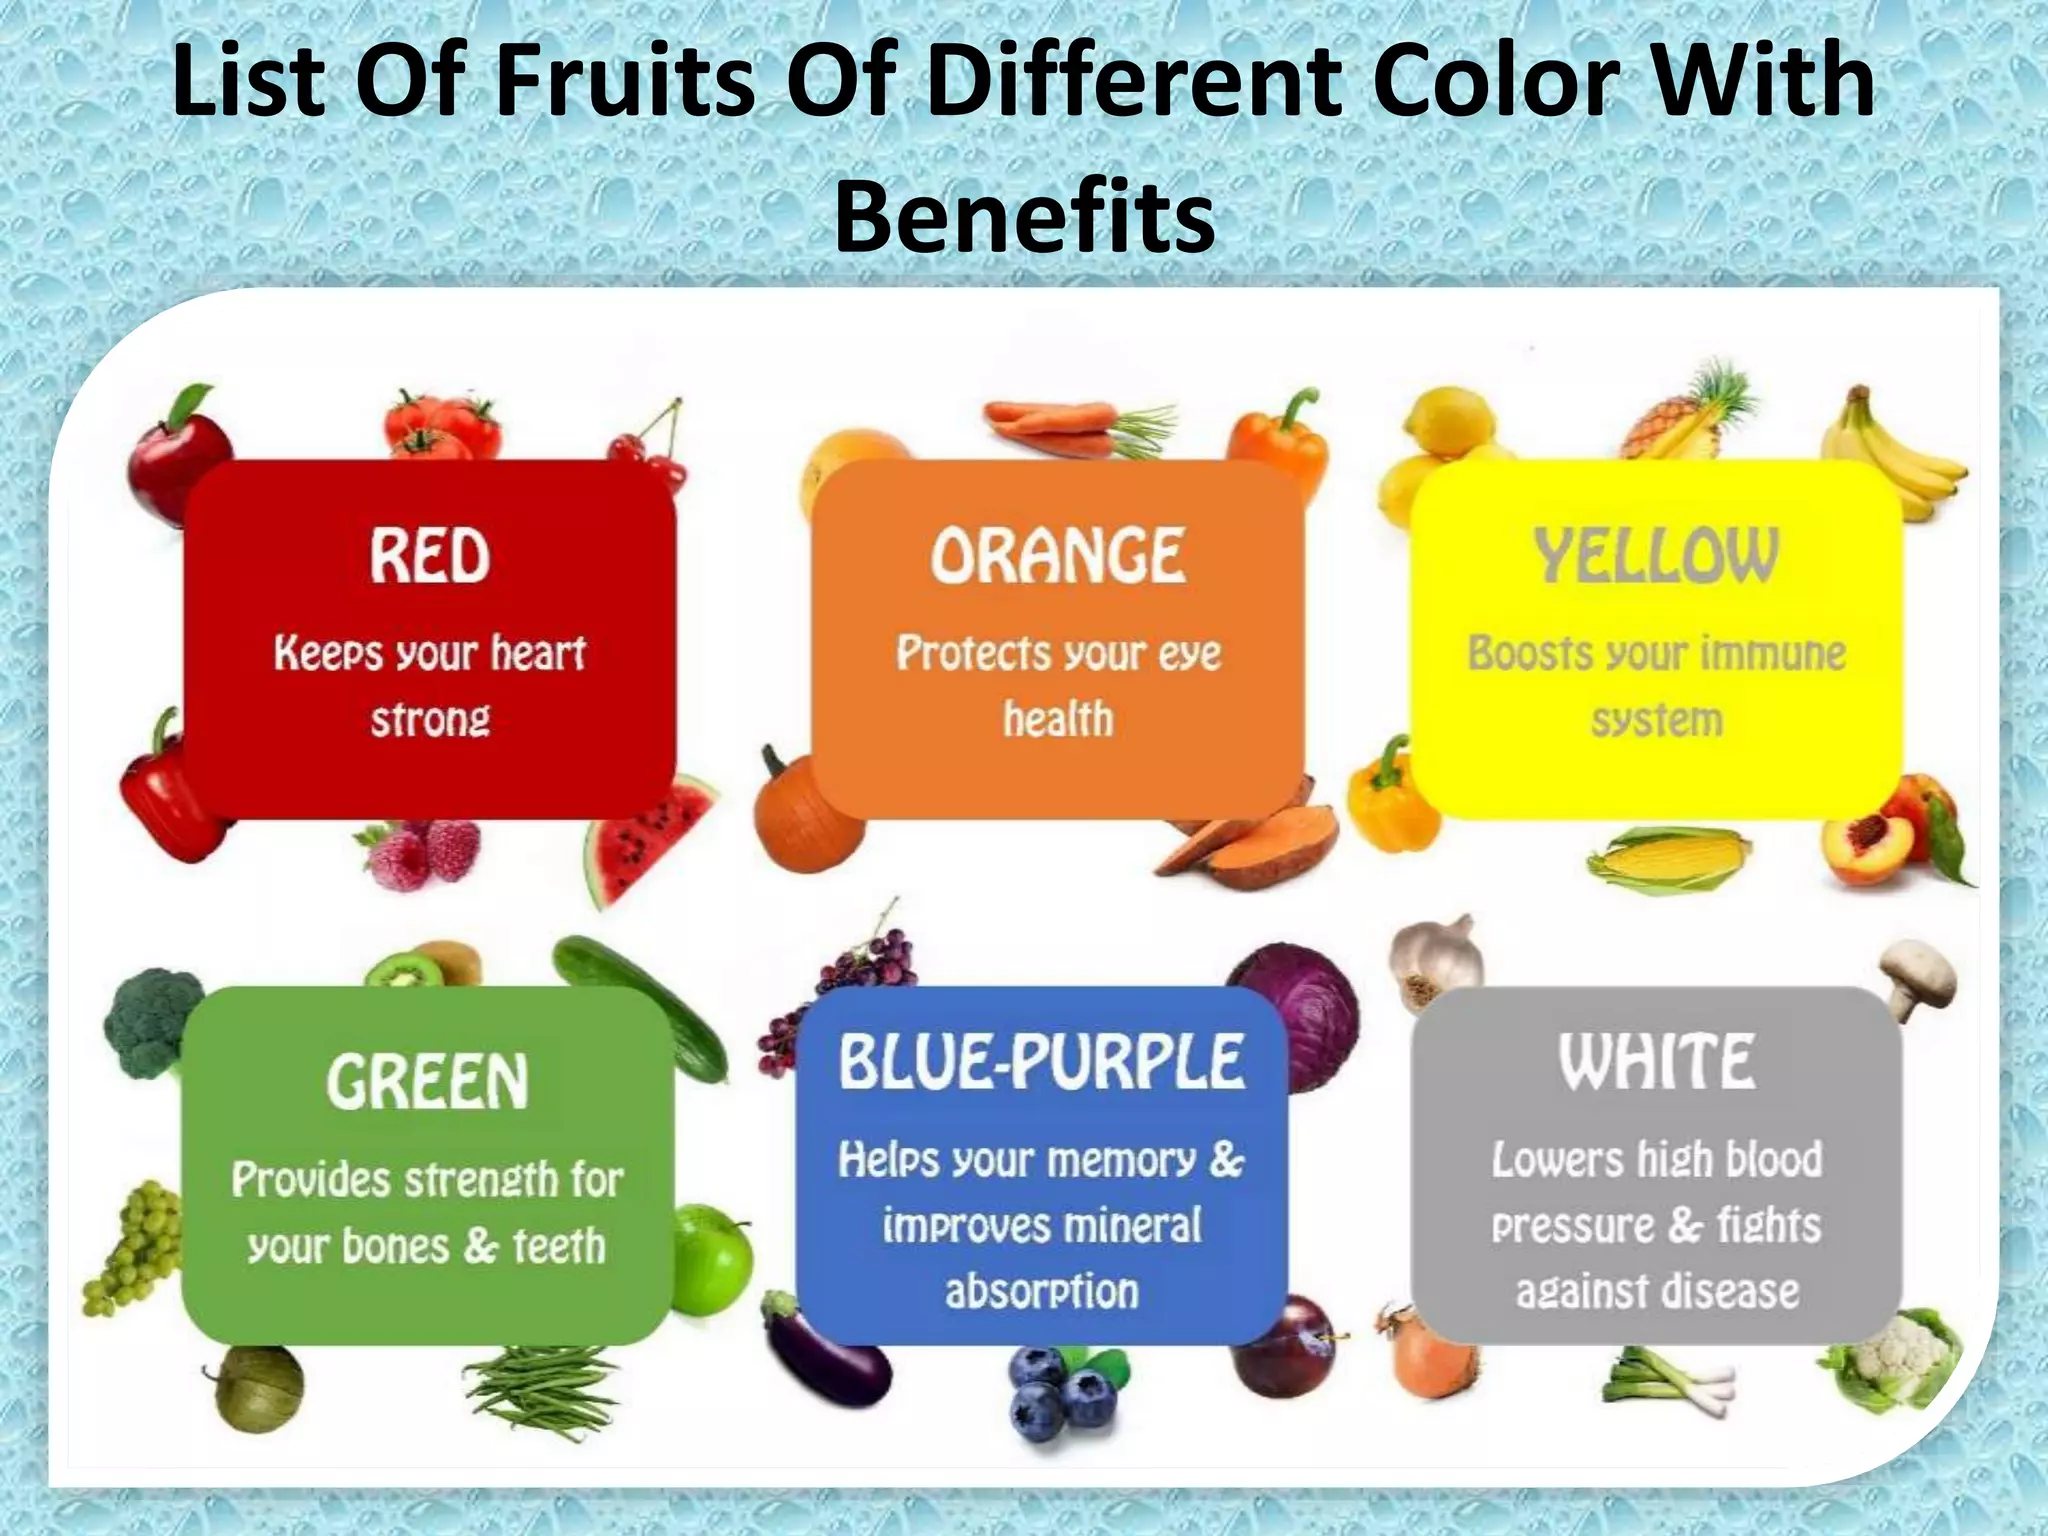 List Of Fruits Of Different Color With
Benefits
RED
Keeps your heart
strong
ORANGE
Protects your eye
health
YELLOW
Boosts your immune
system
GREEN
Provides strength for
your bones & teeth
BLUE-PURPLE
Helps your memory &
improves mineral
absorption
WHITE
Lowers high blood
pressure & fights
against disease